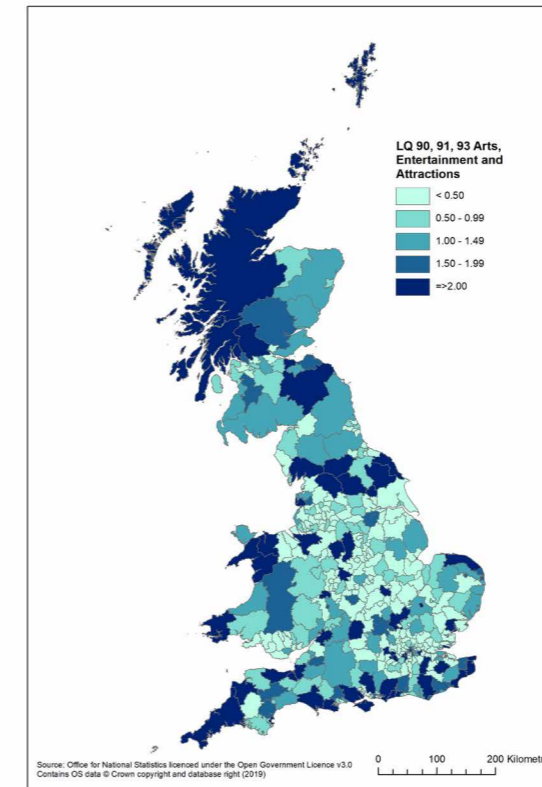 LQ 90, 91, 93 Arts,
Entertainment and
Attractions
< 0.50
0.50 - 0.99
1.00 - 1.49
1.50 - 1.99
=>2.00
Source: Office for National Statistics licenced under the Open Government Licence v3.0
Contains OS data © Crown copyright and database right (2019)
0 100 200 Kilomet